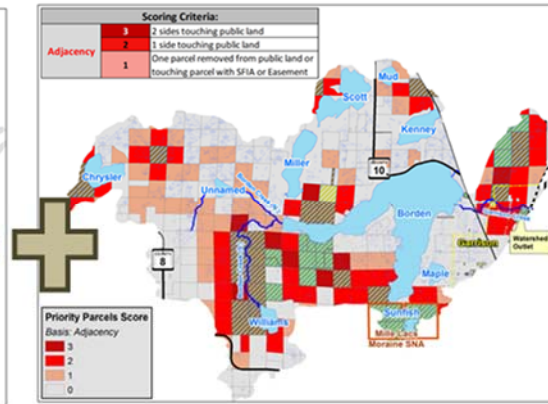 Scoring Criteria:
Adjacency
3 2 sides touching public land
2 1 side touching public land
1 One parcel removed from public land or
touching parcel with SFIA or Easement
Mud
Scott
Kenney
Chrysler
Miller
10
Unnamed
Borden
Garrison
Watershed
Outlet
8
Maple
Williams
Sunfish
Mille Lacs
Moraine SNA
Priority Parcels Score
Basis: Adjacency
3
2
1
0